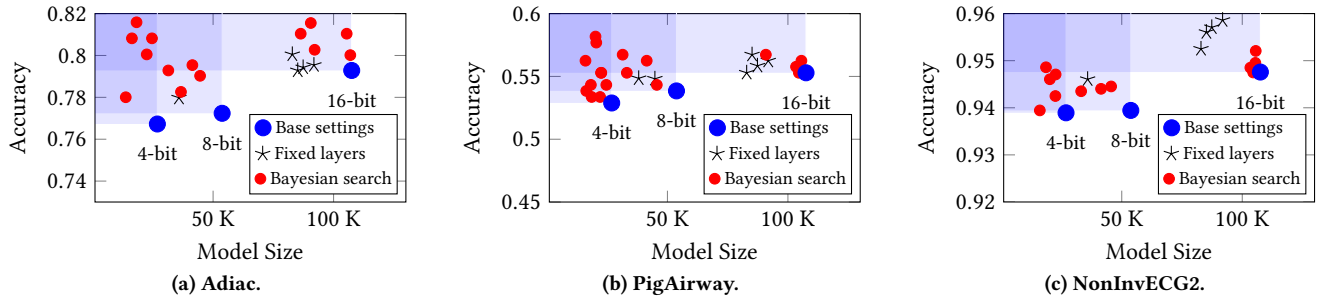 0.82
0.8
0.78
0.76
0.74
Accuracy
16-bit
8-bit
4-bit
Base settings
Fixed layers
Bayesian search
50 K
100 K
Model Size
(a) Adiac.
0.6
0.55
0.5
0.45
Accuracy
16-bit
8-bit
4-bit
Base settings
Fixed layers
Bayesian search
50 K
100 K
Model Size
(b) PigAirway.
0.96
0.95
0.94
0.93
0.92
Accuracy
16-bit
8-bit
4-bit
Base settings
Fixed layers
Bayesian search
50 K
100 K
Model Size
(c) NonInvECG2.